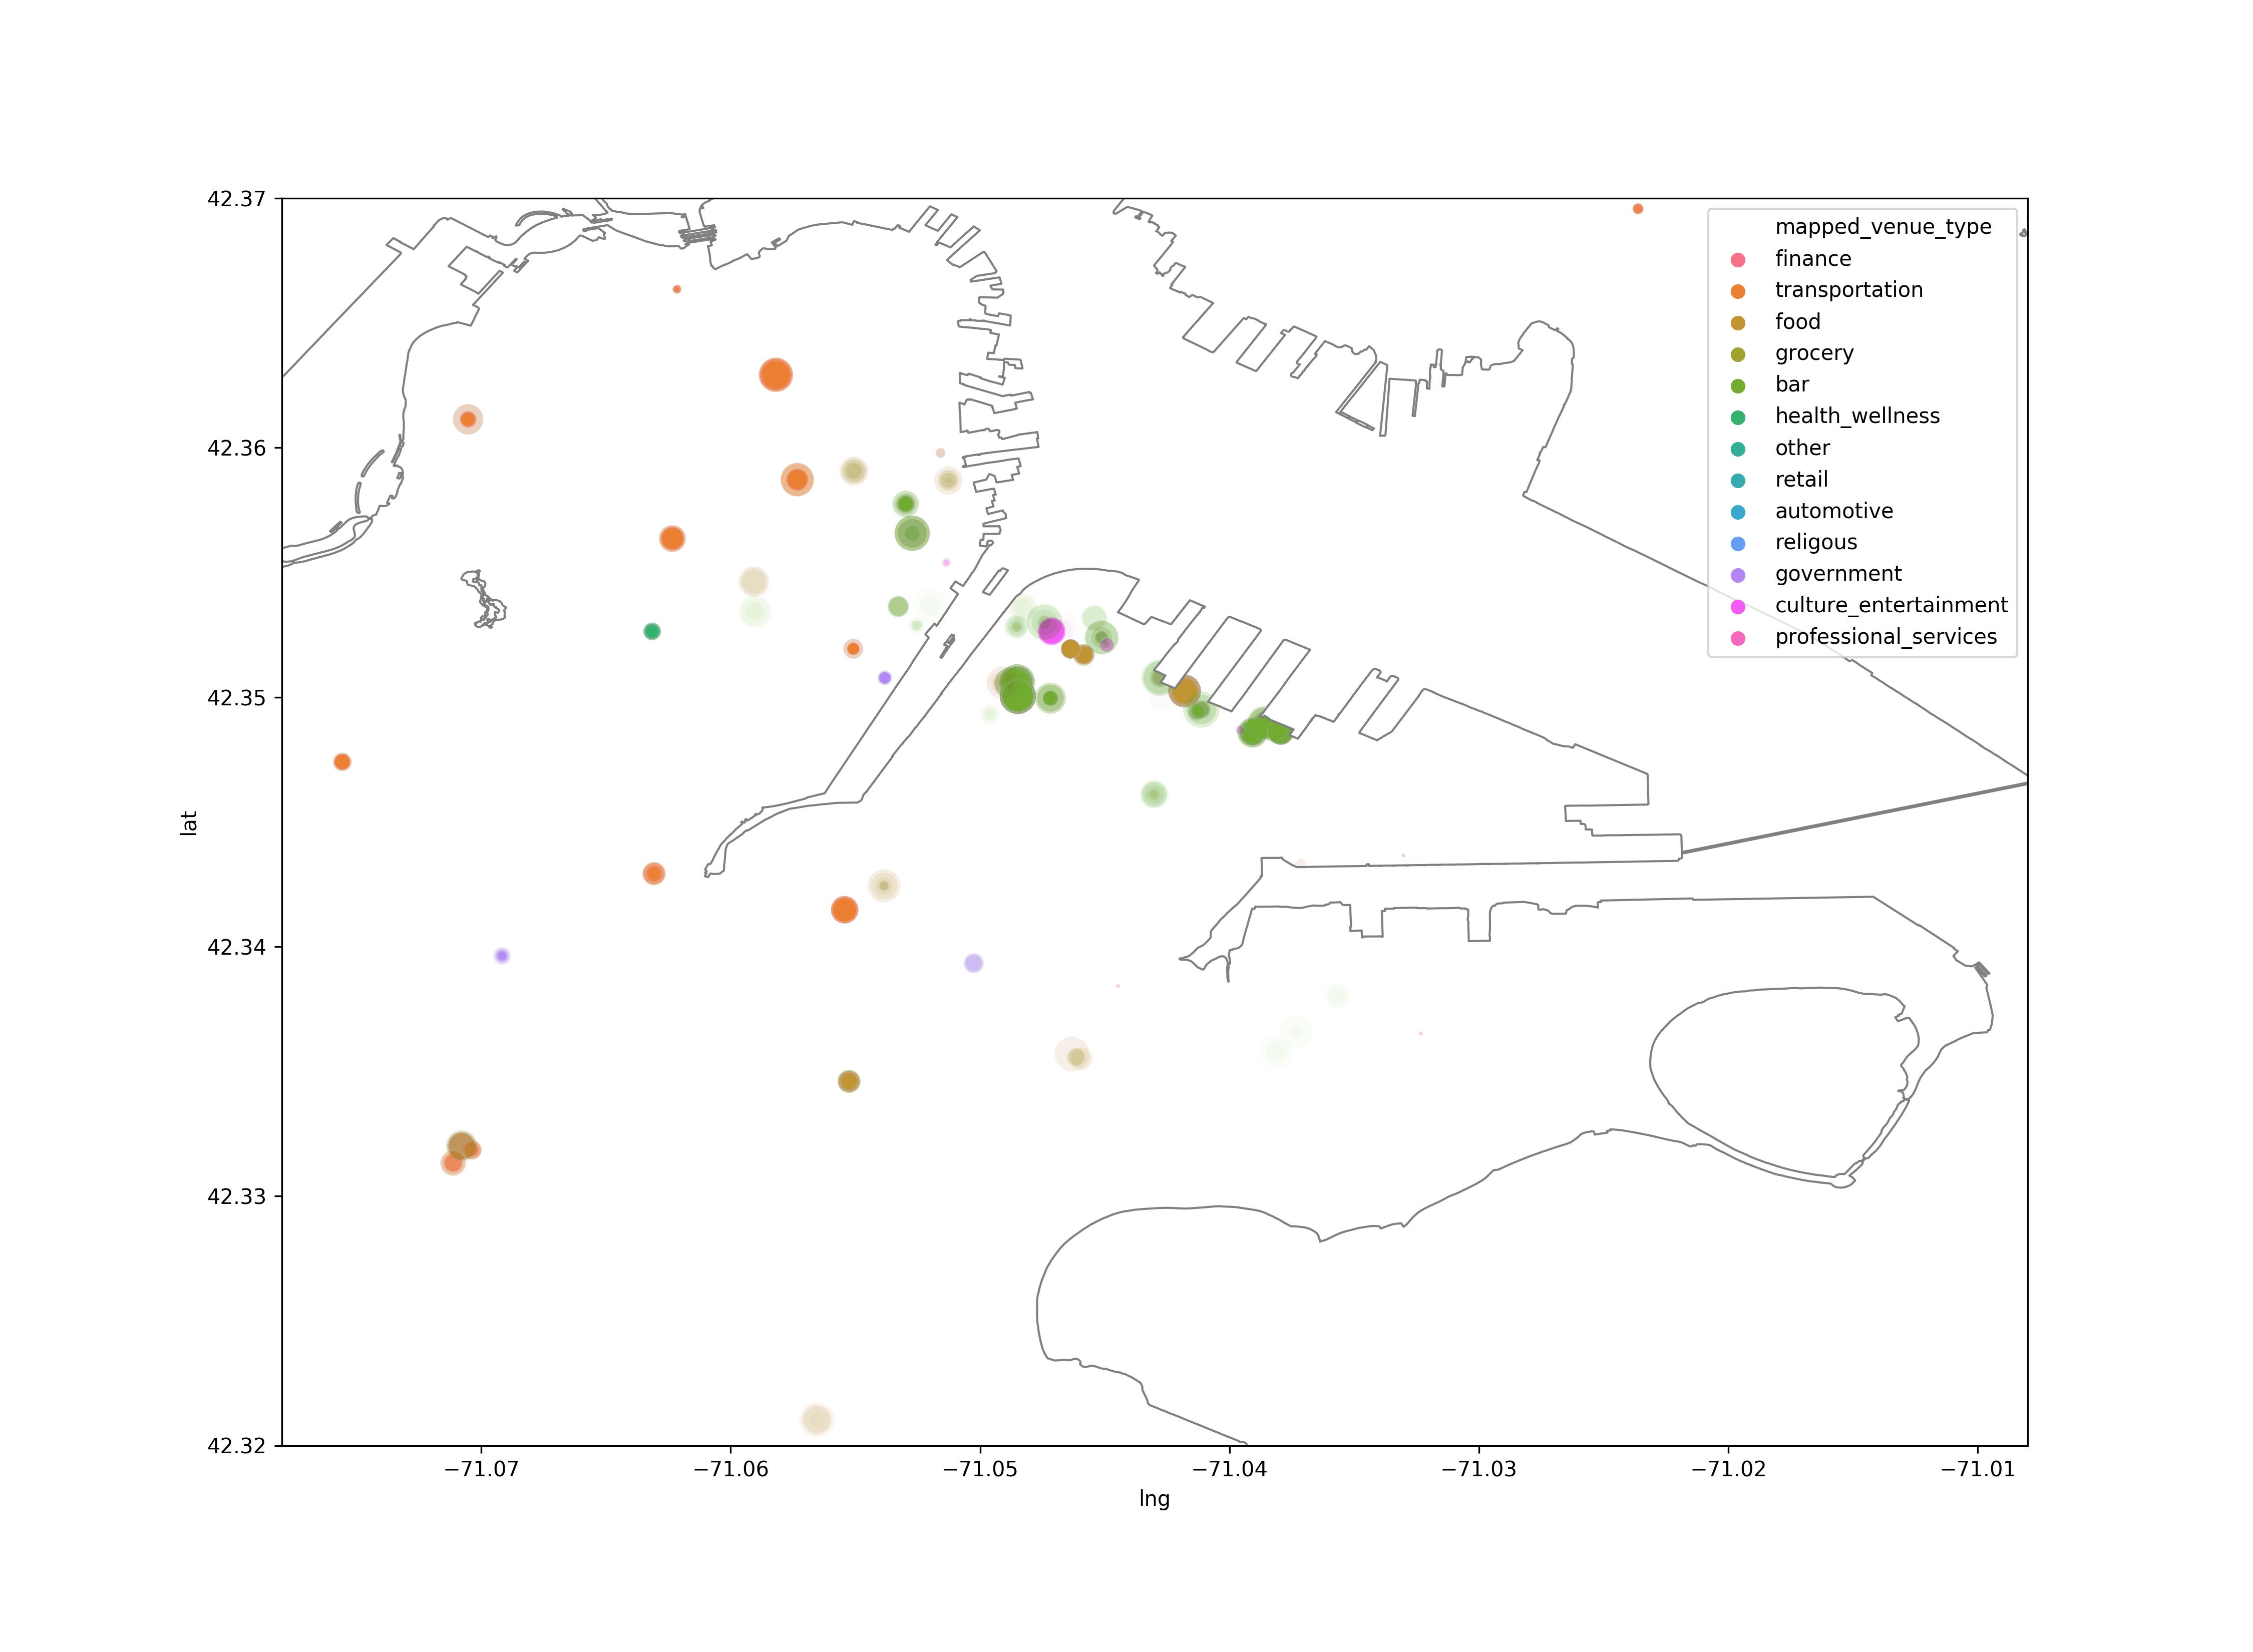 42.37
42.36
42.35
42.34
42.33
42.32
lat
−71.07
−71.06
−71.05
−71.04
−71.03
−71.02
−71.01
lng
mapped_venue_type
finance
transportation
food
grocery
bar
health_wellness
other
retail
automotive
religous
government
culture_entertainment
professional_services